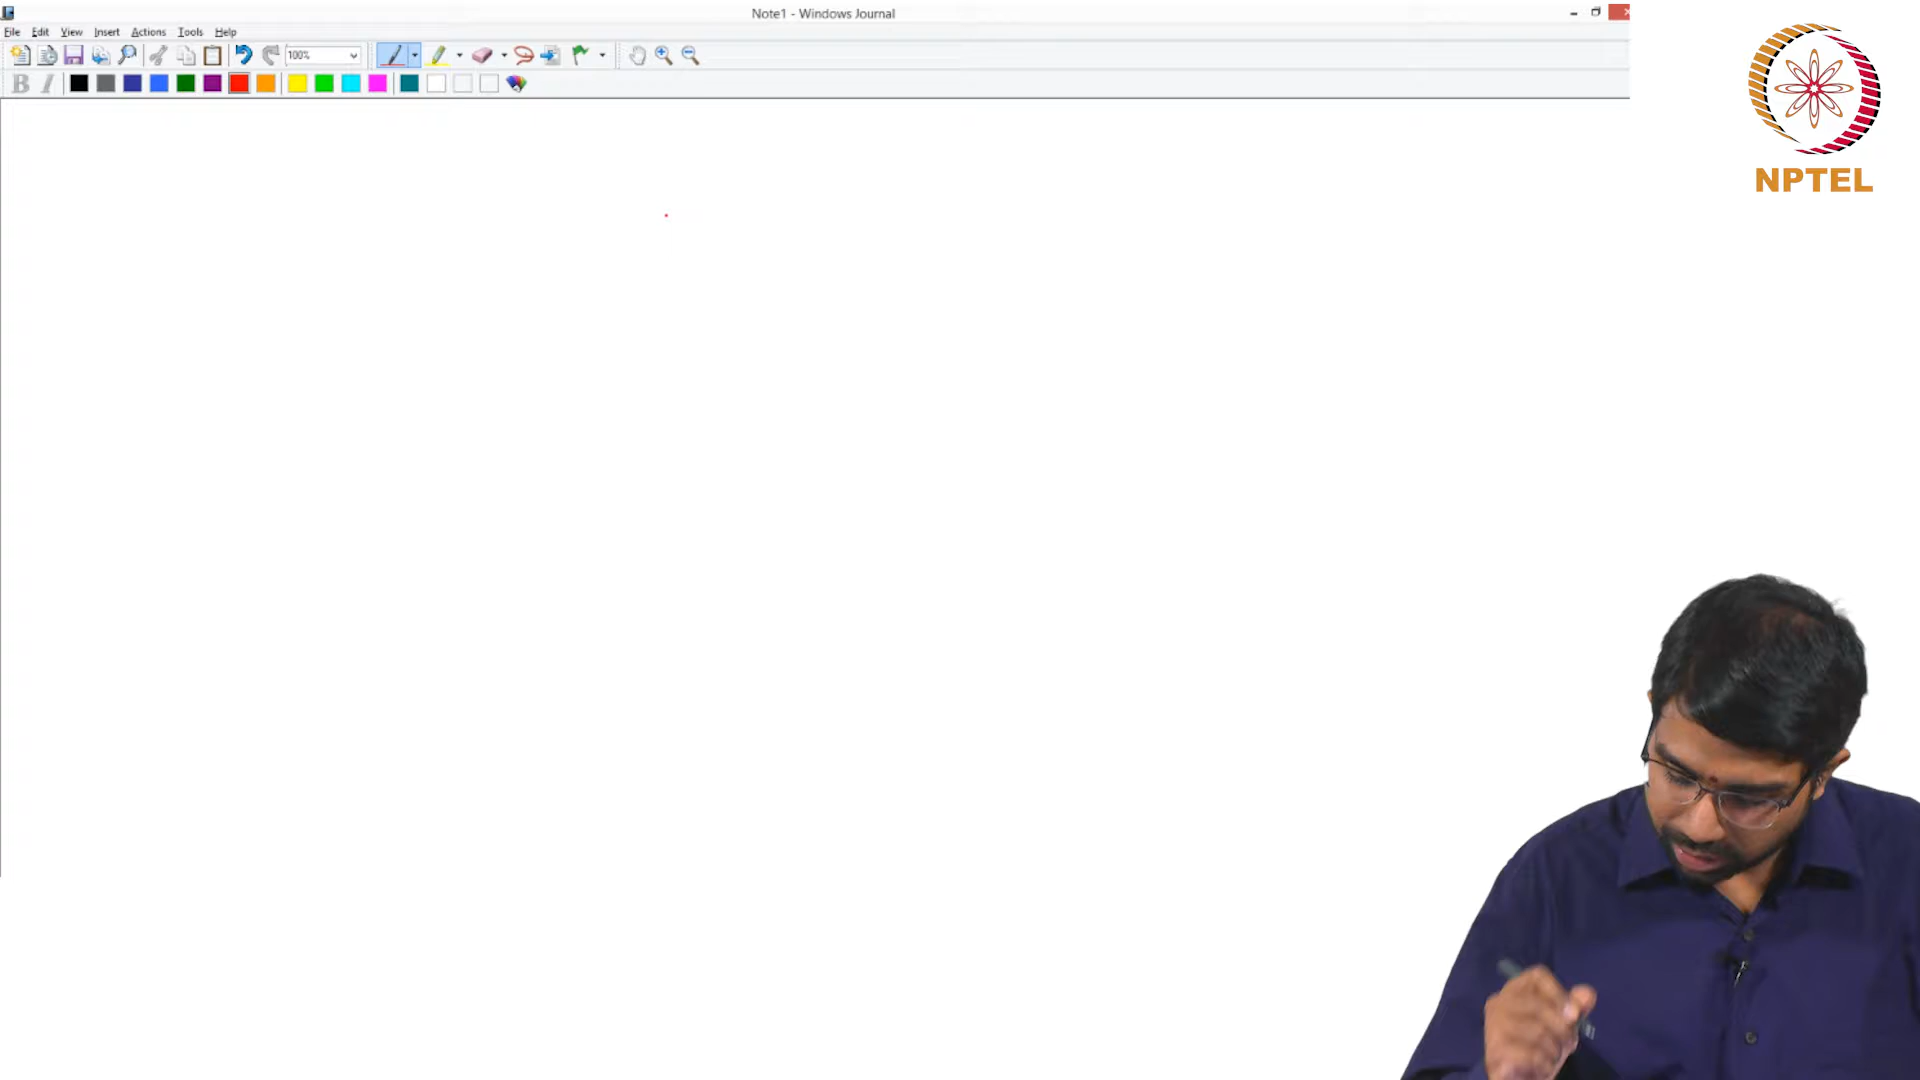 Note1 - Windows Journal
File Edit View Insert Actions Tools Help
100%
B I
NPTEL